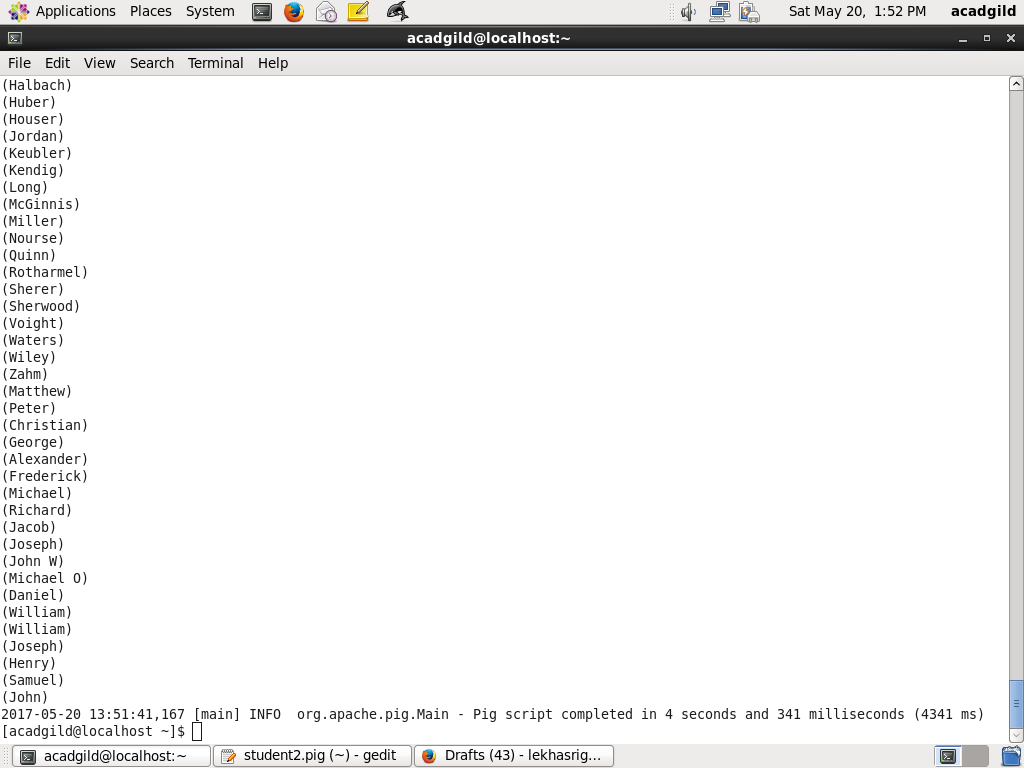 Applications Places System Sat May 20, 1:52 PM acadgild
acadgild@localhost:~
File Edit View Search Terminal Help
(Halbach)
(Huber)
(Houser)
(Jordan)
(Keubler)
(Kendig)
(Long)
(McGinnis)
(Miller)
(Nourse)
(Quinn)
(Rotharmel)
(Sherer)
(Sherwood)
(Voight)
(Waters)
(Wiley)
(Zahm)
(Matthew)
(Peter)
(Christian)
(George)
(Alexander)
(Frederick)
(Michael)
(Richard)
(Jacob)
(Joseph)
(John W)
(Michael O)
(Daniel)
(William)
(William)
(Joseph)
(Henry)
(Samuel)
(John)
2017-05-20 13:51:41,167 [main] INFO  org.apache.pig.Main - Pig script completed in 4 seconds and 341 milliseconds (4341 ms)
[acadgild@localhost ~]$
acadgild@localhost:~ student2.pig (~) - gedit Drafts (43) - lekhasrig...